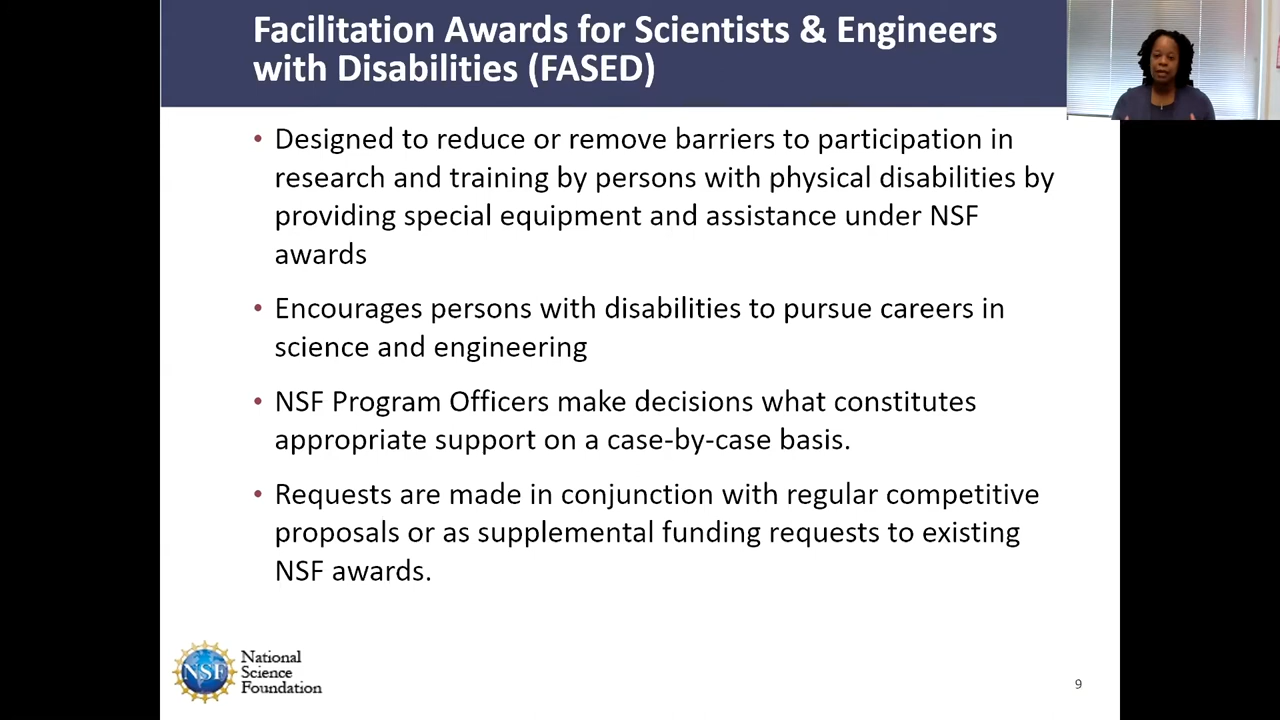 Facilitation Awards for Scientists & Engineers
with Disabilities (FASED)
• Designed to reduce or remove barriers to participation in
research and training by persons with physical disabilities by
providing special equipment and assistance under NSF
awards
• Encourages persons with disabilities to pursue careers in
science and engineering
• NSF Program Officers make decisions what constitutes
appropriate support on a case-by-case basis.
• Requests are made in conjunction with regular competitive
proposals or as supplemental funding requests to existing
NSF awards.
NSF
National
Science
Foundation
9